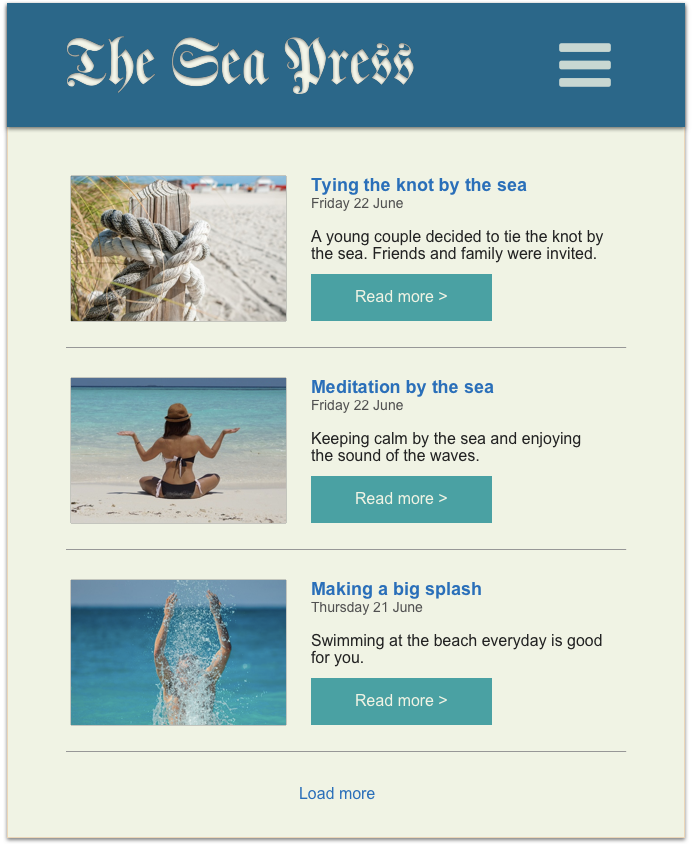 The Sea Press
Tying the knot by the sea
Friday 22 June
A young couple decided to tie the knot by
the sea. Friends and family were invited.
Read more >
Meditation by the sea
Friday 22 June
Keeping calm by the sea and enjoying
the sound of the waves.
Read more >
Making a big splash
Thursday 21 June
Swimming at the beach everyday is good
for you.
Read more >
Load more